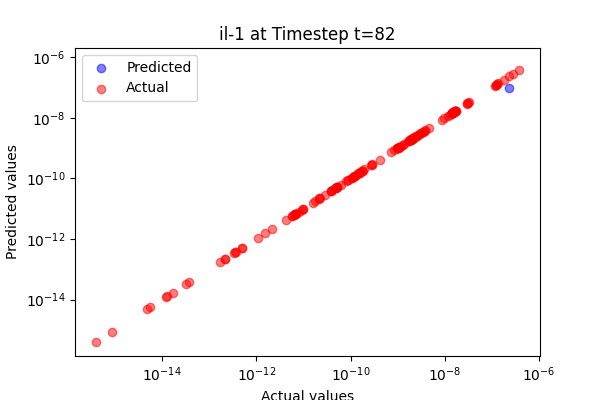 il-1 at Timestep t=82
Predicted
Actual
Predicted values
10⁻⁶
10⁻⁸
10⁻¹⁰
10⁻¹²
10⁻¹⁴
10⁻¹⁴ 10⁻¹² 10⁻¹⁰ 10⁻⁸ 10⁻⁶
Actual values